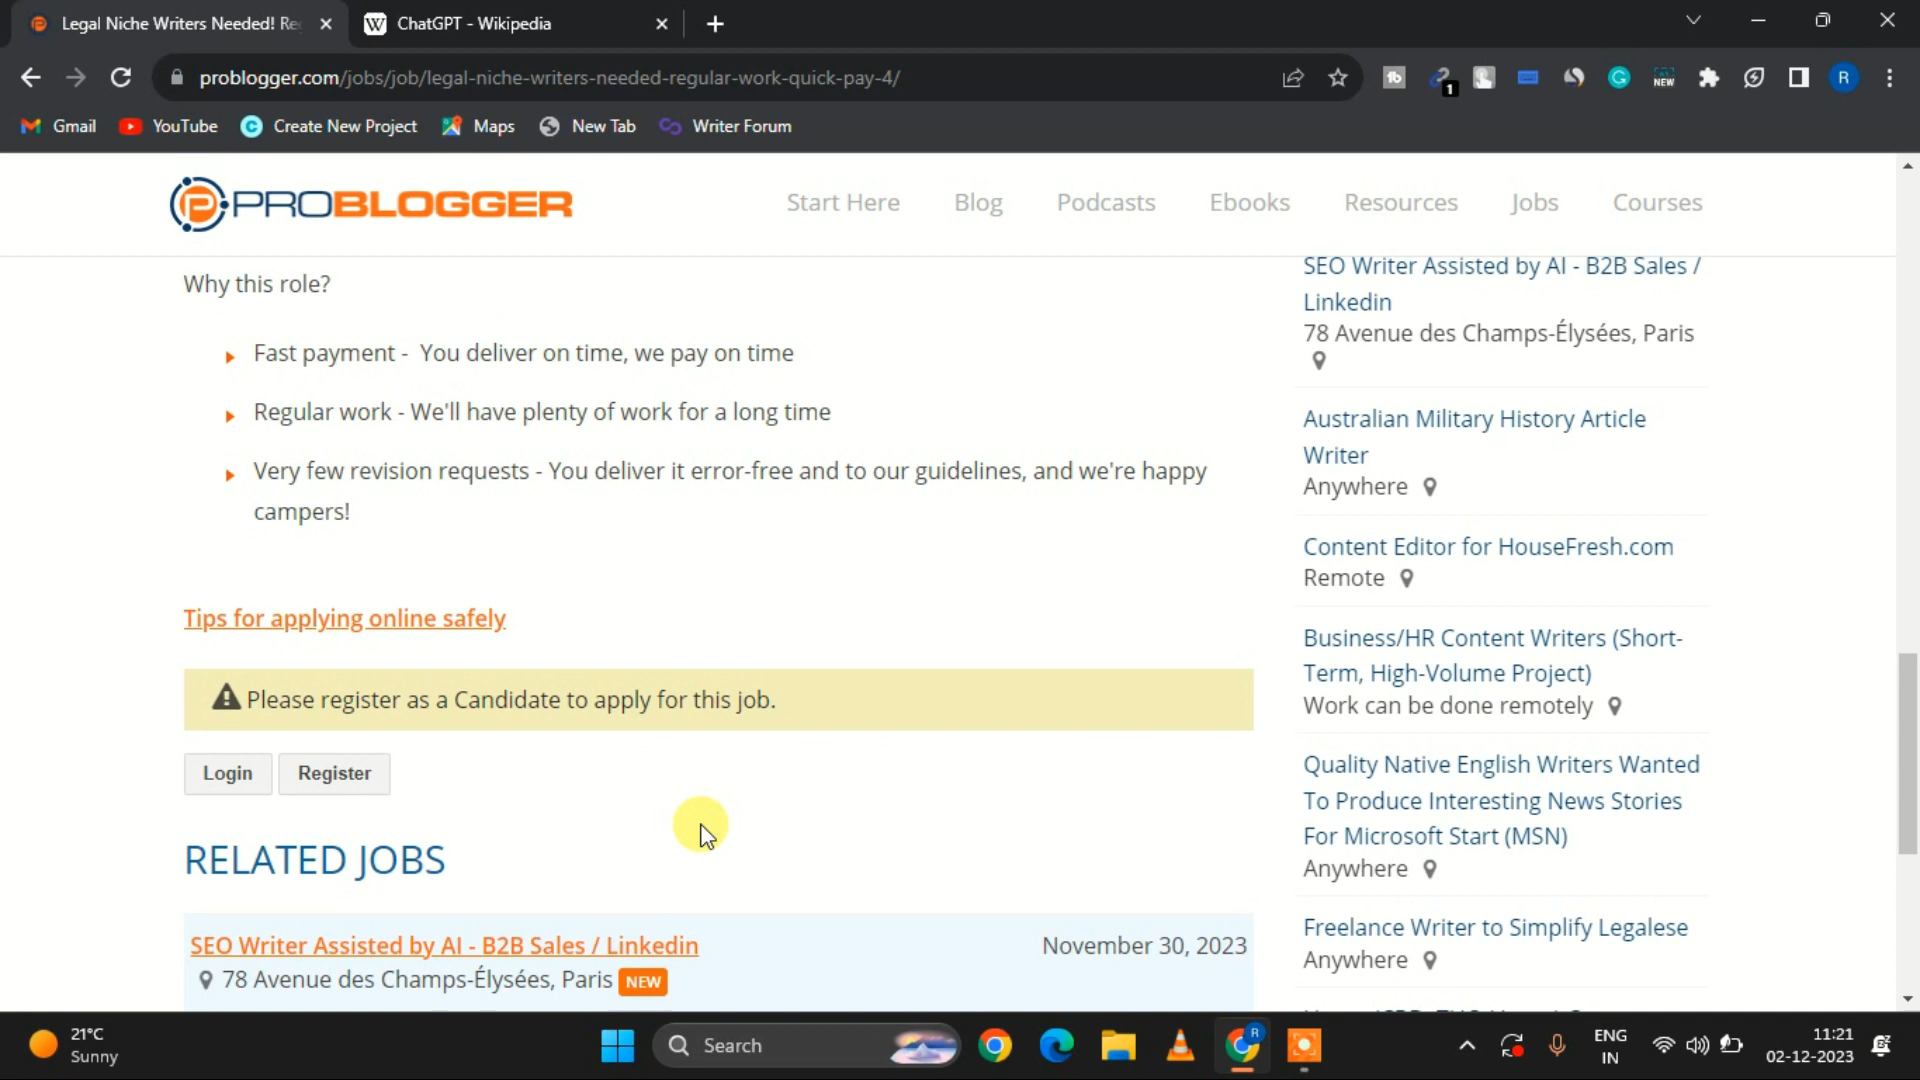 Legal Niche Writers Needed! Re
ChatGPT - Wikipedia
problogger.com/jobs/job/legal-niche-writers-needed-regular-work-quick-pay-4/
1
NEW
R
Gmail
YouTube
Create New Project
Maps
New Tab
Writer Forum
PROBLOGGER
Start Here
Blog
Podcasts
Ebooks
Resources
Jobs
Courses
Why this role?
Fast payment - You deliver on time, we pay on time
Regular work - We'll have plenty of work for a long time
Very few revision requests - You deliver it error-free and to our guidelines, and we're happy
campers!
Tips for applying online safely
Please register as a Candidate to apply for this job.
Login
Register
RELATED JOBS
SEO Writer Assisted by AI - B2B Sales / Linkedin
November 30, 2023
78 Avenue des Champs-Élysées, Paris NEW
SEO Writer Assisted by AI - B2B Sales /
Linkedin
78 Avenue des Champs-Élysées, Paris
Australian Military History Article
Writer
Anywhere
Content Editor for HouseFresh.com
Remote
Business/HR Content Writers (Short-
Term, High-Volume Project)
Work can be done remotely
Quality Native English Writers Wanted
To Produce Interesting News Stories
For Microsoft Start (MSN)
Anywhere
Freelance Writer to Simplify Legalese
Anywhere
21°C
Sunny
Search
R
ENG
IN
11:21
02-12-2023